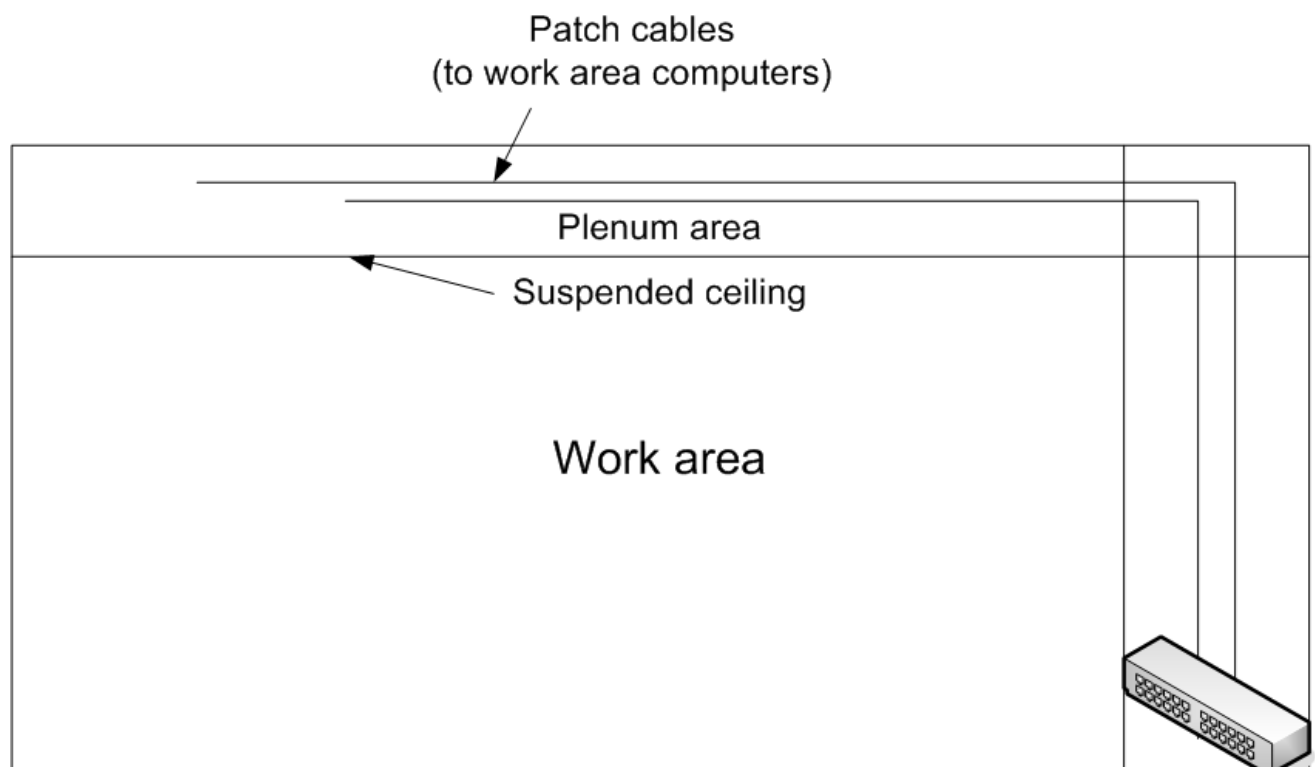 Patch cables
(to work area computers)
Plenum area
Suspended ceiling
Work area